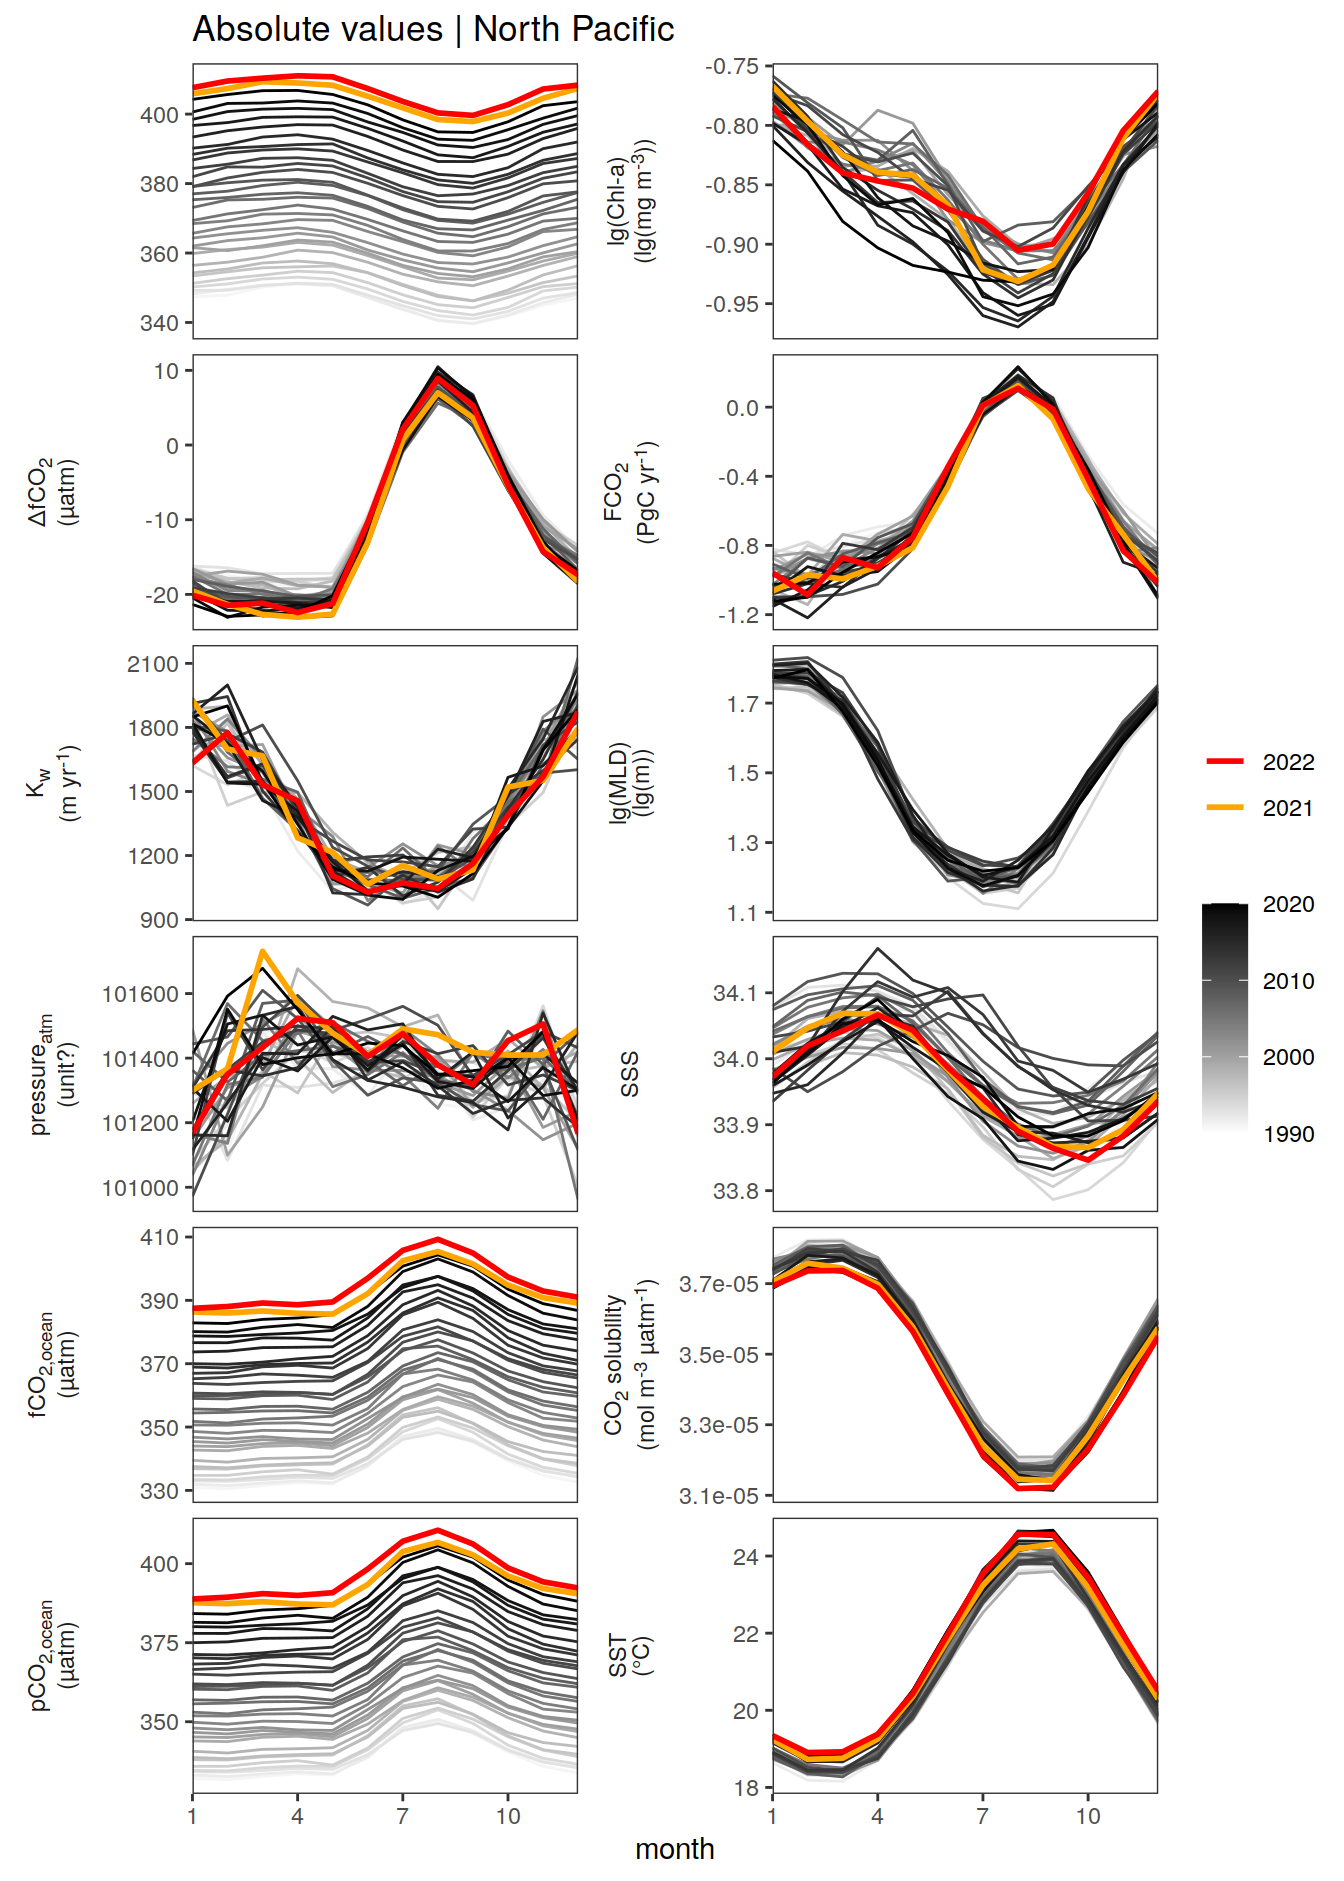 Absolute values | North Pacific
400
380
360
340
-0.75
-0.80
-0.85
-0.90
-0.95
lg(Chl-a)
(lg(mg m⁻³))
ΔfCO₂
(µatm)
10
0
-10
-20
FCO₂
(PgC yr⁻¹)
0.0
-0.4
-0.8
-1.2
Kw
(m yr⁻¹)
2100
1800
1500
1200
900
lg(MLD)
(lg(m))
1.7
1.5
1.3
1.1
pressureatm
(unit?)
101600
101400
101200
101000
SSS
34.1
34.0
33.9
33.8
fCO₂,ocean
(µatm)
410
390
370
350
330
CO₂ solubility
(mol m⁻³ µatm⁻¹)
3.7e-05
3.5e-05
3.3e-05
3.1e-05
pCO₂,ocean
(µatm)
400
375
350
SST
(°C)
24
22
20
18
1 4 7 10
1 4 7 10
month
2022
2021
2020
2010
2000
1990